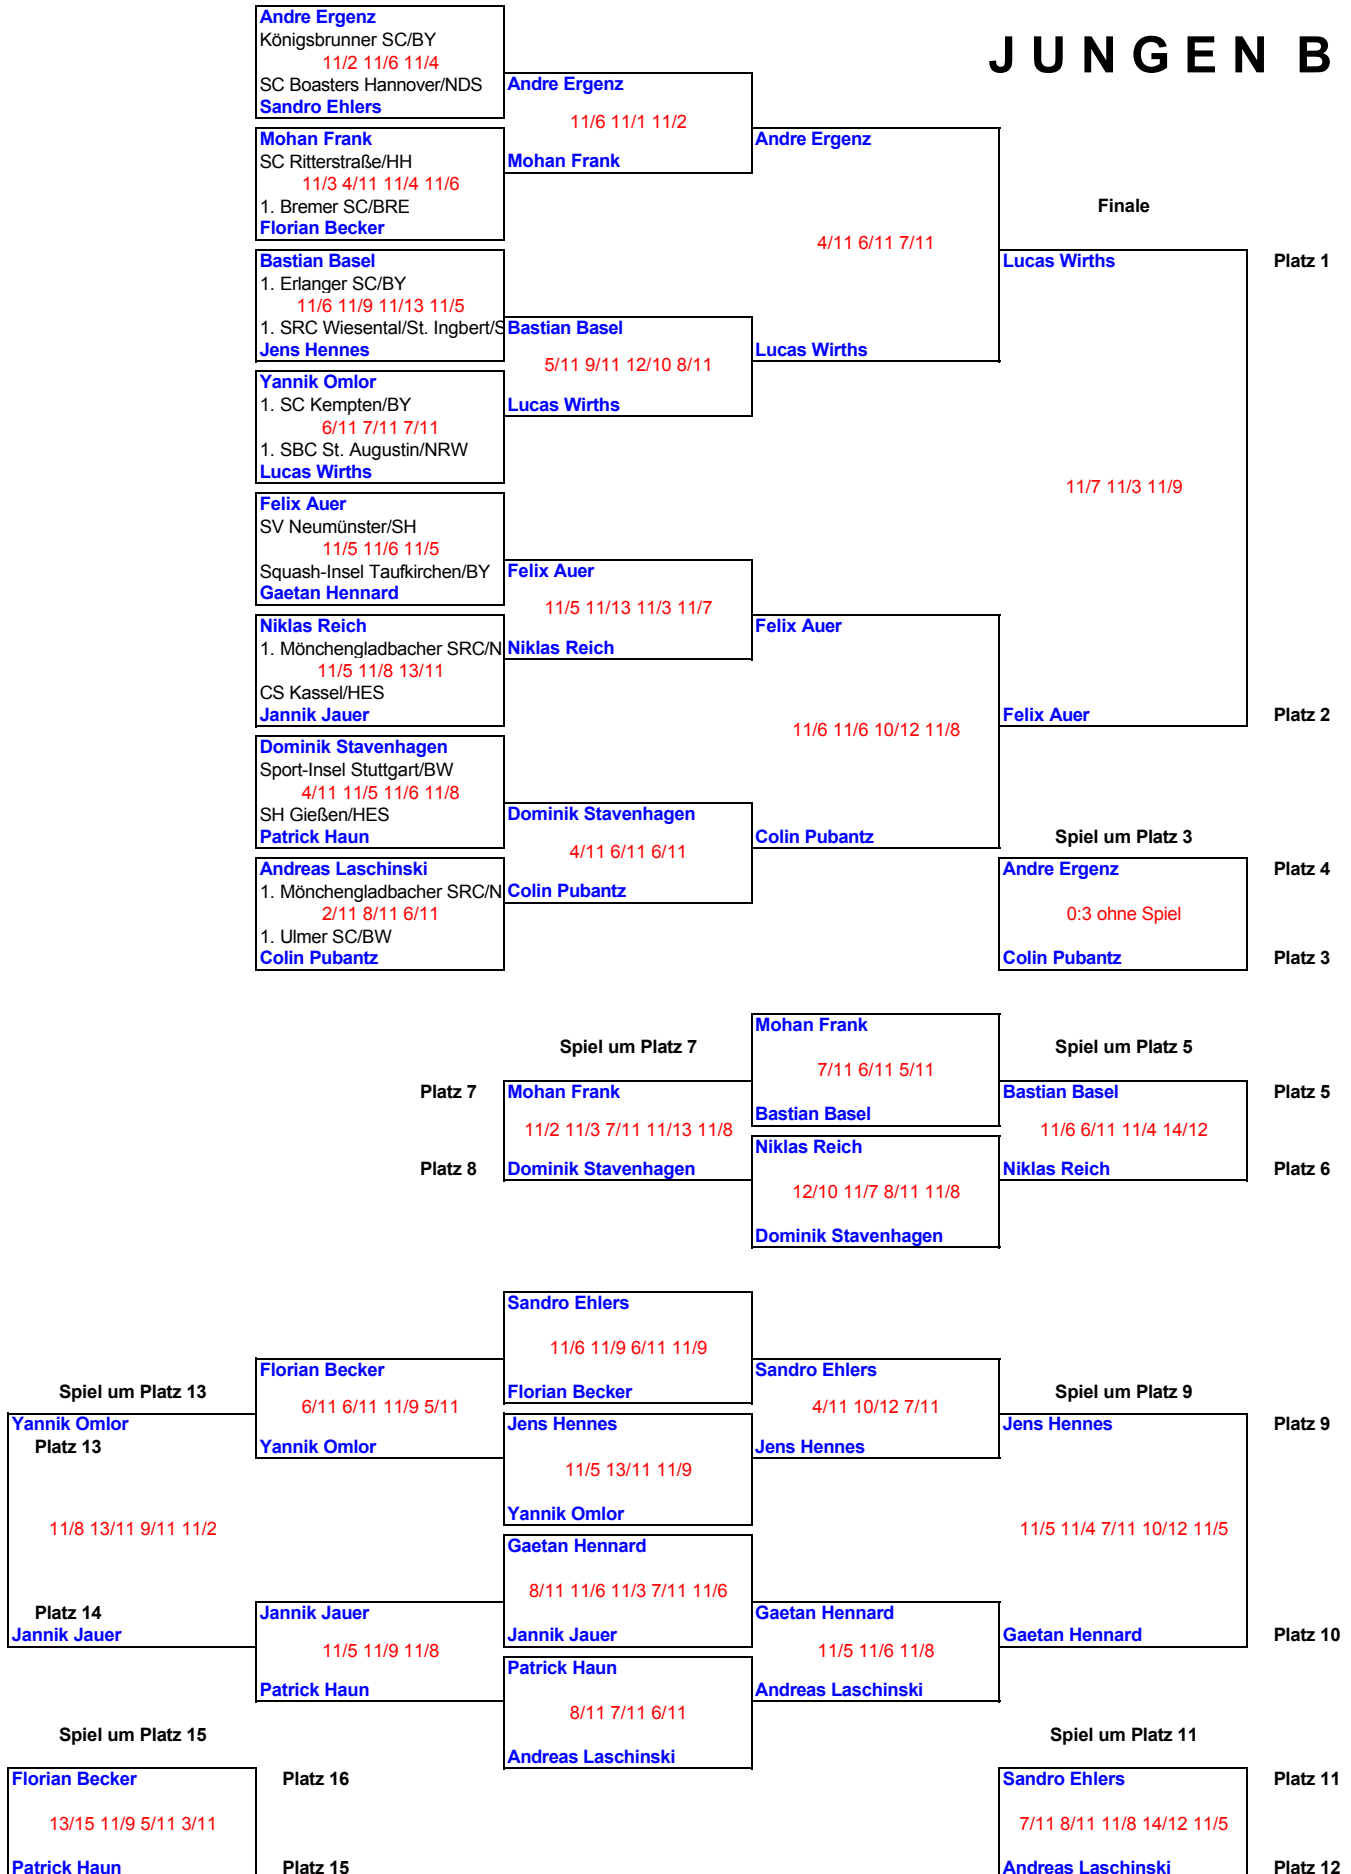 JUNGEN B
Andre Ergenz
Königsbrunner SC/BY
11/2 11/6 11/4
SC Boasters Hannover/NDS
Sandro Ehlers
Mohan Frank
SC Ritterstraße/HH
11/3 4/11 11/4 11/6
1. Bremer SC/BRE
Florian Becker
Bastian Basel
1. Erlanger SC/BY
11/6 11/9 11/13 11/5
1. SRC Wiesental/St. Ingbert/S
Jens Hennes
Yannik Omlor
1. SC Kempten/BY
6/11 7/11 7/11
1. SBC St. Augustin/NRW
Lucas Wirths
Felix Auer
SV Neumünster/SH
11/5 11/6 11/5
Squash-Insel Taufkirchen/BY
Gaetan Hennard
Niklas Reich
1. Mönchengladbacher SRC/N
11/5 11/8 13/11
CS Kassel/HES
Jannik Jauer
Dominik Stavenhagen
Sport-Insel Stuttgart/BW
4/11 11/5 11/6 11/8
SH Gießen/HES
Patrick Haun
Andreas Laschinski
1. Mönchengladbacher SRC/N
2/11 8/11 6/11
1. Ulmer SC/BW
Colin Pubantz
Andre Ergenz
11/6 11/1 11/2
Mohan Frank
Bastian Basel
5/11 9/11 12/10 8/11
Lucas Wirths
Felix Auer
11/5 11/13 11/3 11/7
Niklas Reich
Dominik Stavenhagen
4/11 6/11 6/11
Colin Pubantz
Andre Ergenz
4/11 6/11 7/11
Lucas Wirths
Felix Auer
11/6 11/6 10/12 11/8
Colin Pubantz
Finale
Lucas Wirths Platz 1
11/7 11/3 11/9
Felix Auer Platz 2
Spiel um Platz 3
Andre Ergenz Platz 4
0:3 ohne Spiel
Colin Pubantz Platz 3
Mohan Frank
7/11 6/11 5/11
Bastian Basel
Niklas Reich
12/10 11/7 8/11 11/8
Dominik Stavenhagen
Spiel um Platz 7
Platz 7 Mohan Frank
11/2 11/3 7/11 11/13 11/8
Platz 8 Dominik Stavenhagen
Spiel um Platz 5
Bastian Basel Platz 5
11/6 6/11 11/4 14/12
Niklas Reich Platz 6
Sandro Ehlers
11/6 11/9 6/11 11/9
Florian Becker
Jens Hennes
11/5 13/11 11/9
Yannik Omlor
Gaetan Hennard
8/11 11/6 11/3 7/11 11/6
Jannik Jauer
Patrick Haun
8/11 7/11 6/11
Andreas Laschinski
Florian Becker
6/11 6/11 11/9 5/11
Yannik Omlor
Jannik Jauer
11/5 11/9 11/8
Patrick Haun
Spiel um Platz 13
Yannik Omlor
Platz 13
11/8 13/11 9/11 11/2
Platz 14
Jannik Jauer
Spiel um Platz 15
Florian Becker Platz 16
13/15 11/9 5/11 3/11
Patrick Haun Platz 15
Sandro Ehlers
4/11 10/12 7/11
Jens Hennes
Gaetan Hennard
11/5 11/6 11/8
Andreas Laschinski
Spiel um Platz 9
Jens Hennes Platz 9
11/5 11/4 7/11 10/12 11/5
Gaetan Hennard Platz 10
Spiel um Platz 11
Sandro Ehlers Platz 11
7/11 8/11 11/8 14/12 11/5
Andreas Laschinski Platz 12